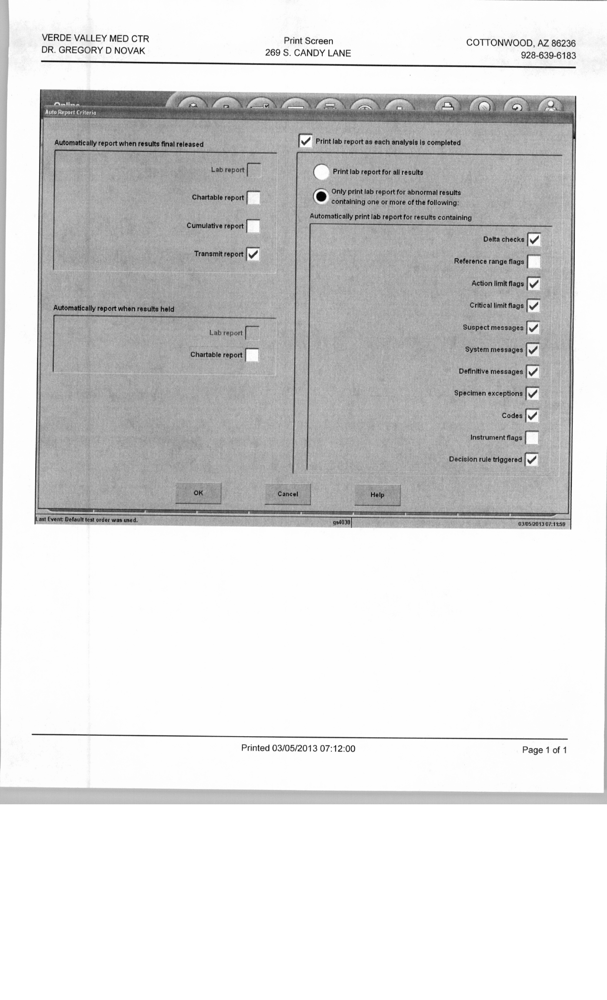 VERDE VALLEY MED CTR
DR. GREGORY D NOVAK
Print Screen
269 S. CANDY LANE
COTTONWOOD, AZ 86236
928-639-6183
Online
Auto Report Criteria
Automatically report when results final released
Lab report
Chartable report
Cumulative report
Transmit report
Automatically report when results held
Lab report
Chartable report
Print lab report as each analysis is completed
Print lab report for all results
Only print lab report for abnormal results
containing one or more of the following:
Automatically print lab report for results containing
Delta checks
Reference range flags
Action limit flags
Critical limit flags
Suspect messages
System messages
Definitive messages
Specimen exceptions
Codes
Instrument flags
Decision rule triggered
OK
Cancel
Help
Last Event: Default test order was used.
gs4038
03/05/2013 07:11:59
Printed 03/05/2013 07:12:00
Page 1 of 1